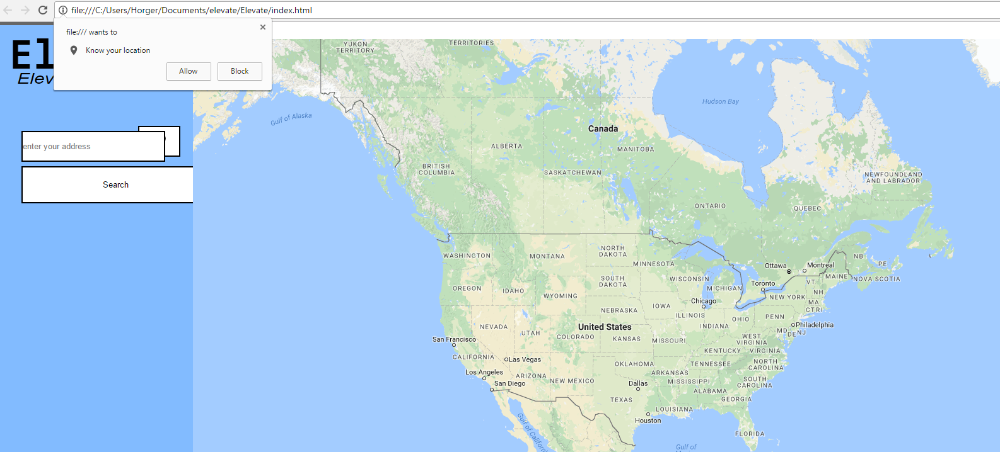 file:///C:/Users/Horger/Documents/elevate/Elevate/index.html
file:/// wants to
Know your location
Allow
Block
El
Elev
enter your address
Search
YUKON
TERRITORY
TERRITORIES
Hudson Bay
Gulf of Alaska
Canada
ALBERTA
MANITOBA
BRITISH
COLUMBIA
SASKATCHEWAN
NEWFOUNDLAND
AND LABRADOR
ONTARIO
QUEBEC
WASHINGTON
MONTANA
NORTH
DAKOTA
MINNESOTA
Ottawa
Montreal
NB
PE
MAINE
NOVA SCOTIA
OREGON
IDAHO
WYOMING
SOUTH
DAKOTA
WISCONSIN
MICHIGAN
Toronto
VT
NH
NEW YORK
MA
CT
RI
Chicago
IOWA
NEBRASKA
ILLINOIS
INDIANA
OHIO
PENN
Philadelphia
MD
DE
NJ
NEVADA
UTAH
COLORADO
United States
KANSAS
MISSOURI
WEST
VIRGINIA
KENTUCKY
VIRGINIA
San Francisco
CALIFORNIA
Las Vegas
OKLAHOMA
TENNESSEE
NORTH
CAROLINA
Los Angeles
ARIZONA
NEW MEXICO
ARKANSAS
San Diego
Dallas
MISSISSIPPI
SOUTH
CAROLINA
ALABAMA
TEXAS
GEORGIA
LOUISIANA
Houston
Gulf of California
FLORIDA
Gulf of